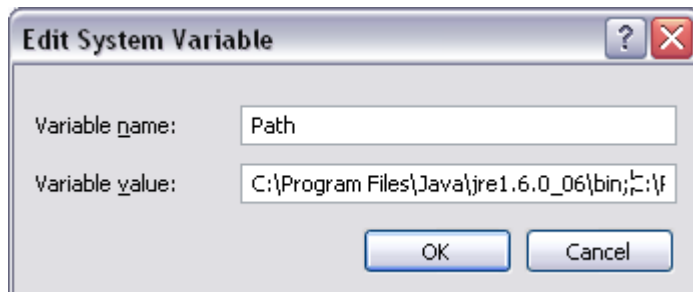 Edit System Variable
Variable name: Path
Variable value: C:\Program Files\Java\jre1.6.0_06\bin;C:\
OK Cancel